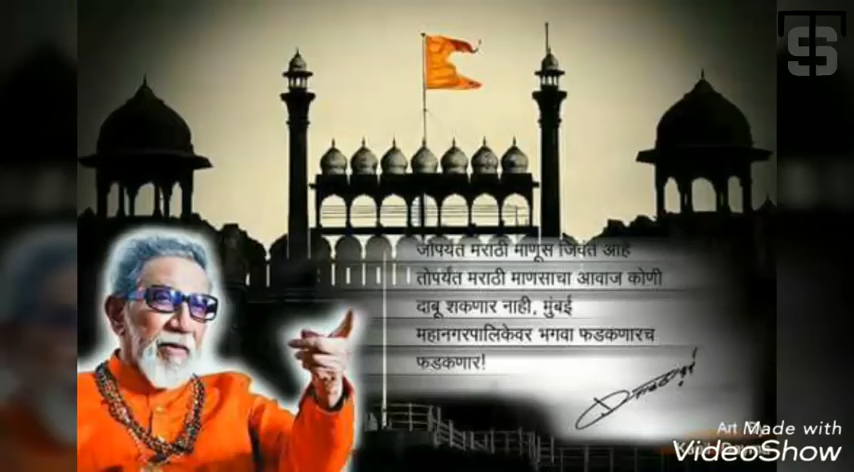 जोपर्यंत मराठी माणूस जिवंत आहे
तोपर्यंत मराठी माणसाचा आवाज कोणी
दाबू शकणार नाही, मुंबई
महानगरपालिकेवर भगवा फडकणारच
फडकणार!
Art
Made with
VideoShow